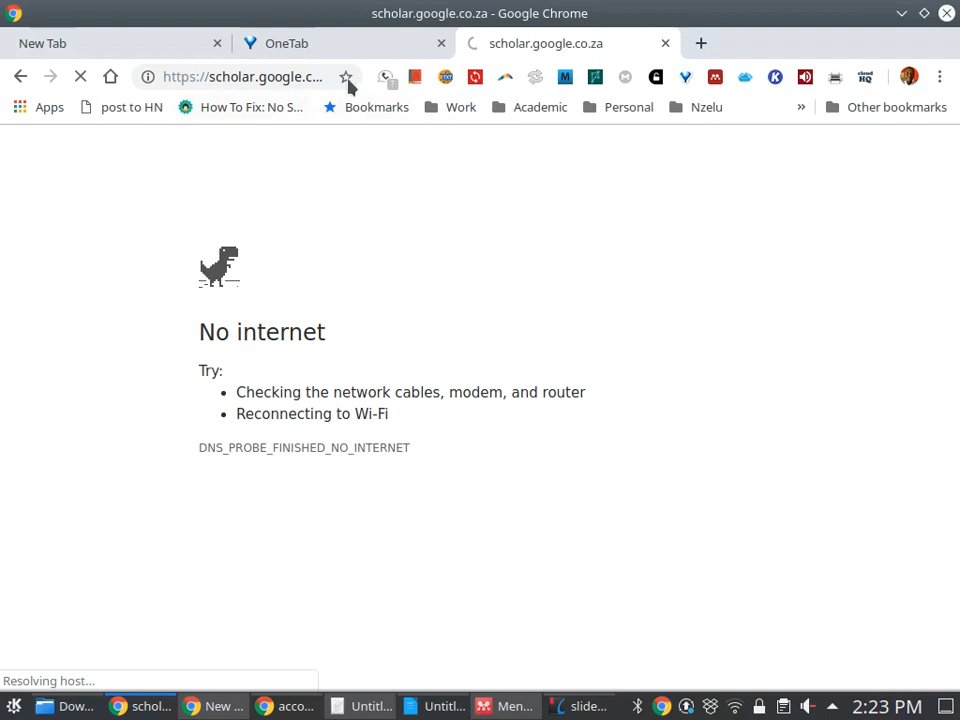 scholar.google.co.za - Google Chrome
New Tab
OneTab
scholar.google.co.za
https://scholar.google.c...
Apps
post to HN
How To Fix: No S...
Bookmarks
Work
Academic
Personal
Nzelu
»
Other bookmarks
No internet
Try:
• Checking the network cables, modem, and router
• Reconnecting to Wi-Fi
DNS_PROBE_FINISHED_NO_INTERNET
Resolving host...
Dow...
schol...
New ...
acco...
Untitl...
Untitl...
Men...
slide...
2:23 PM